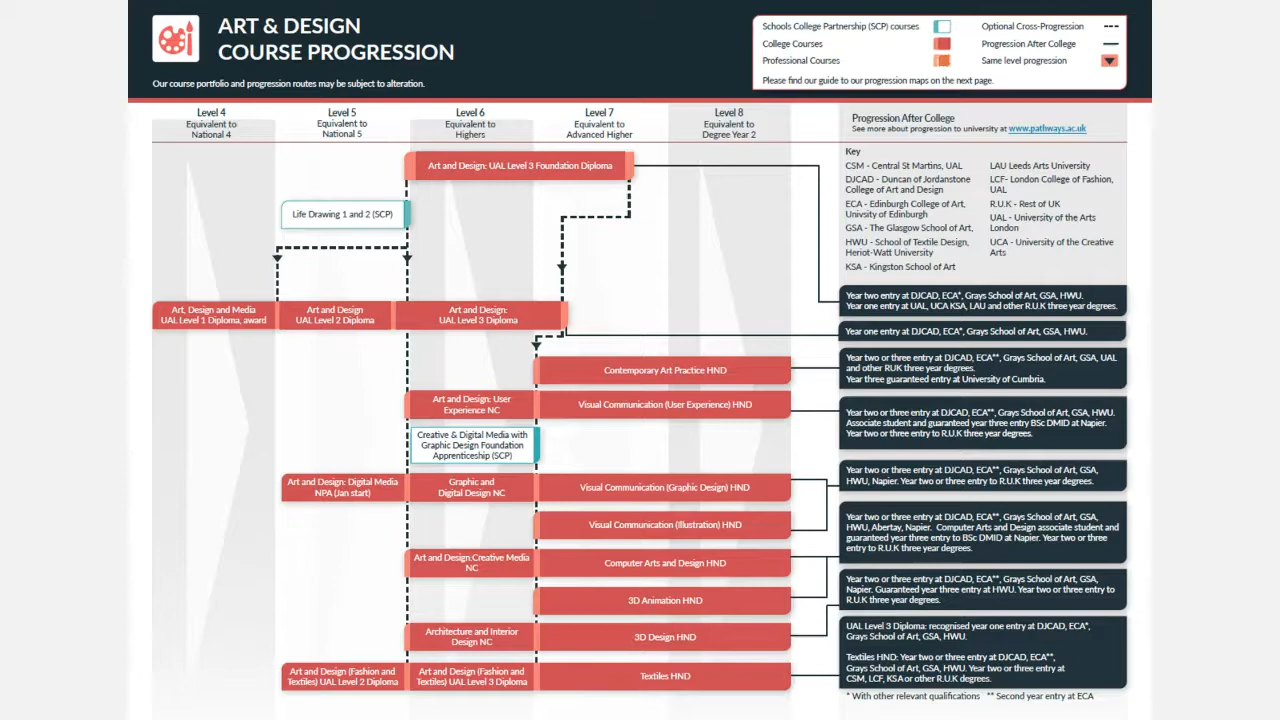 ART & DESIGN
COURSE PROGRESSION
Our course portfolio and progression routes may be subject to alteration.
Schools College Partnership (SCP) courses
College Courses
Professional Courses
Optional Cross-Progression
Progression After College
Same level progression
Please find our guide to our progression maps on the next page.
Level 4
Equivalent to
National 4
Level 5
Equivalent to
National 5
Level 6
Equivalent to
Highers
Level 7
Equivalent to
Advanced Higher
Level 8
Equivalent to
Degree Year 2
Progression After College
See more about progression to university at www.pathways.ac.uk
Key
CSM - Central St Martins, UAL
DJCAD - Duncan of Jordanstone
College of Art and Design
ECA - Edinburgh College of Art,
Univsity of Edinburgh
GSA - The Glasgow School of Art,
HWU - School of Textile Design,
Heriot-Watt University
KSA - Kingston School of Art
LAU Leeds Arts University
LCF- London College of Fashion,
UAL
R.U.K - Rest of UK
UAL - University of the Arts
London
UCA - University of the Creative
Arts
Art and Design: UAL Level 3 Foundation Diploma
Life Drawing 1 and 2 (SCP)
Art, Design and Media
UAL Level 1 Diploma, award
Art and Design
UAL Level 2 Diploma
Art and Design:
UAL Level 3 Diploma
Year two entry at DJCAD, ECA*, Grays School of Art, GSA, HWU.
Year one entry at UAL, UCA KSA, LAU and other R.U.K three year degrees.
Year one entry at DJCAD, ECA*, Grays School of Art, GSA, HWU.
Contemporary Art Practice HND
Year two or three entry at DJCAD, ECA**, Grays School of Art, GSA, UAL
and other RUK three year degrees.
Year three guaranteed entry at University of Cumbria.
Art and Design: User
Experience NC
Visual Communication (User Experience) HND
Year two or three entry at DJCAD, ECA**, Grays School of Art, GSA, HWU.
Associate student and guaranteed year three entry BSc DMID at Napier.
Year two or three entry to R.U.K three year degrees.
Creative & Digital Media with
Graphic Design Foundation
Apprenticeship (SCP)
Art and Design: Digital Media
NPA (Jan start)
Graphic and
Digital Design NC
Visual Communication (Graphic Design) HND
Year two or three entry at DJCAD, ECA**, Grays School of Art, GSA,
HWU, Napier. Year two or three entry to R.U.K three year degrees.
Visual Communication (Illustration) HND
Year two or three entry at DJCAD, ECA**, Grays School of Art, GSA,
HWU, Abertay, Napier. Computer Arts and Design associate student and
guaranteed year three entry to BSc DMID at Napier. Year two or three
entry to R.U.K three year degrees.
Art and Design:Creative Media
NC
Computer Arts and Design HND
3D Animation HND
Year two or three entry at DJCAD, ECA**, Grays School of Art, GSA,
Napier. Guaranteed year three entry at HWU. Year two or three entry to
R.U.K three year degrees.
Architecture and Interior
Design NC
3D Design HND
UAL Level 3 Diploma: recognised year one entry at DJCAD, ECA*,
Grays School of Art, GSA, HWU.
Art and Design (Fashion and
Textiles) UAL Level 2 Diploma
Art and Design (Fashion and
Textiles) UAL Level 3 Diploma
Textiles HND
Textiles HND: Year two or three entry at DJCAD, ECA**,
Grays School of Art, GSA, HWU. Year two or three entry at
CSM, LCF, KSA or other R.U.K three year degrees.
* With other relevant qualifications ** Second year entry at ECA